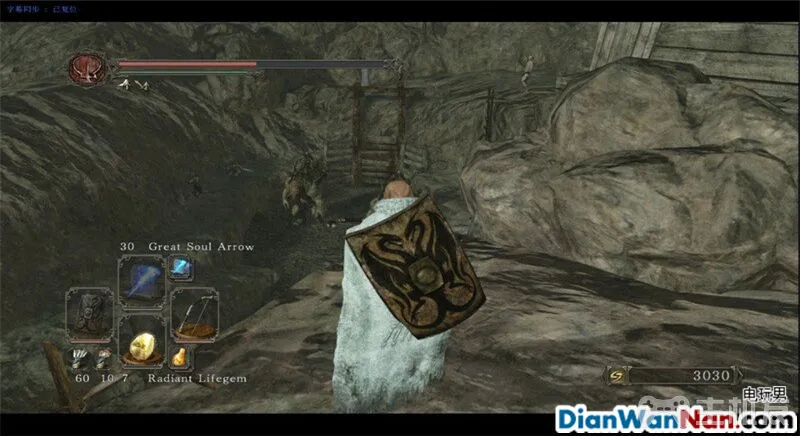 字幕同步 : 已复位
30 Great Soul Arrow
60 10 7 Radiant Lifegem
3030
电玩男
DianWanNan.com